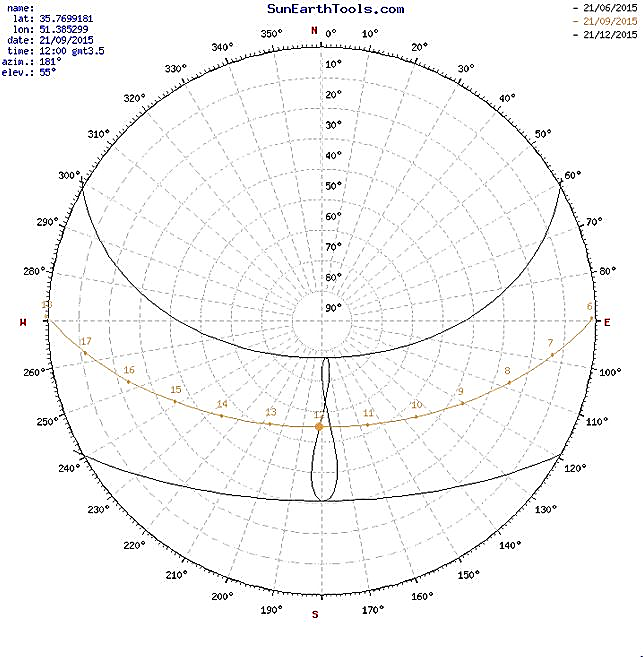 SunEarthTools.com
name:
lat: 35.7699181
lon: 51.385299
date: 21/09/2015
time: 12:00 gmt3.5
azim.: 181°
elev.: 55°
- 21/06/2015
- 21/09/2015
- 21/12/2015
N
350° 0° 10°
340° 20°
330° 30°
320° 40°
310° 50°
300° 60°
290° 70°
280° 80°
10°
20°
30°
40°
50°
60°
70°
80°
90°
W E
6
17 7
16 8
15 9
14 10
13 11
12
260° 100°
250° 110°
240° 120°
230° 130°
220° 140°
210° 150°
200° 160°
190° 170°
S